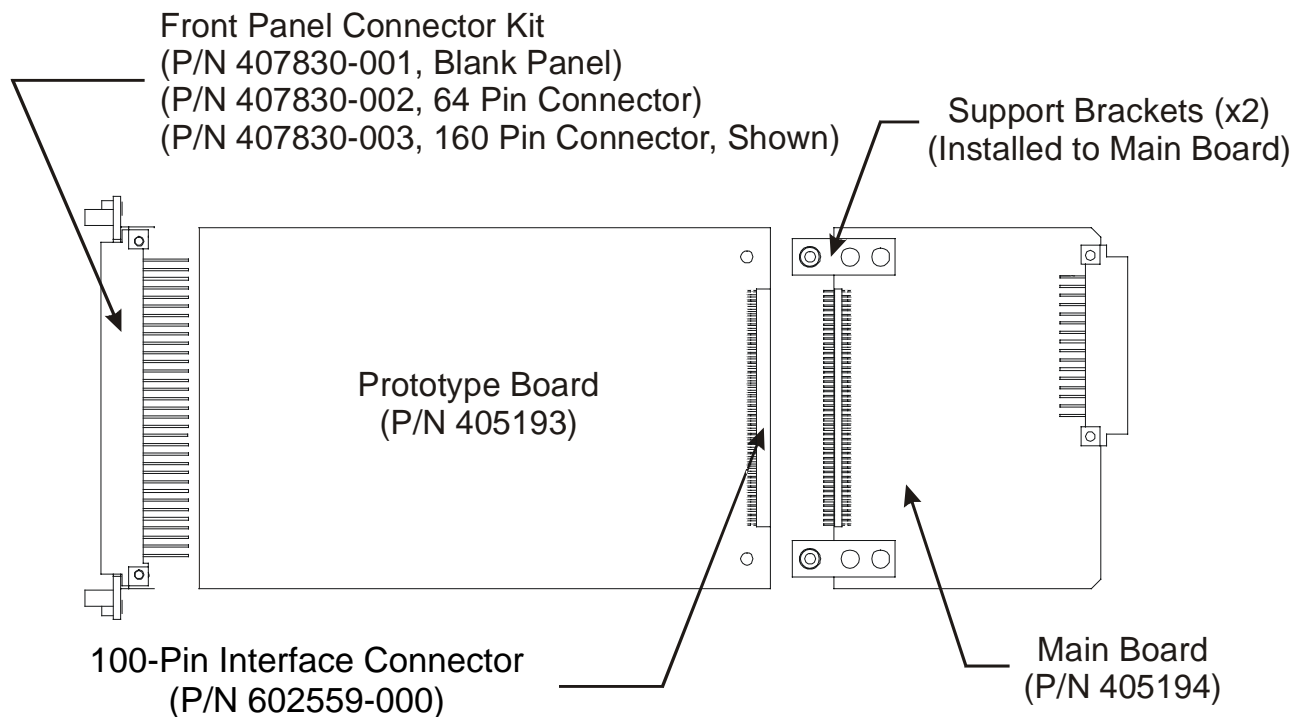 Front Panel Connector Kit
(P/N 407830-001, Blank Panel)
(P/N 407830-002, 64 Pin Connector)
(P/N 407830-003, 160 Pin Connector, Shown)
Support Brackets (x2)
(Installed to Main Board)
Prototype Board
(P/N 405193)
100-Pin Interface Connector
(P/N 602559-000)
Main Board
(P/N 405194)